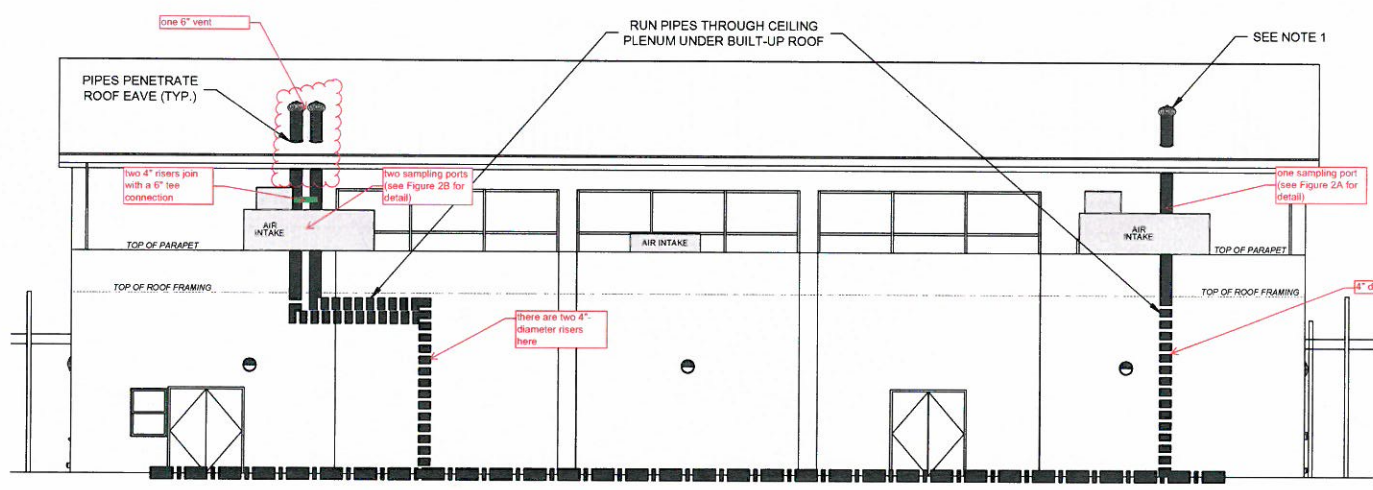 one 6" vent
RUN PIPES THROUGH CEILING
PLENUM UNDER BUILT-UP ROOF
SEE NOTE 1
PIPES PENETRATE
ROOF EAVE (TYP.)
two 4" risers join
with a 6" tee
connection
two sampling ports
(see Figure 2B for
detail)
one sampling port
(see Figure 2A for
detail)
AIR
INTAKE
AIR INTAKE
AIR
INTAKE
TOP OF PARAPET
TOP OF PARAPET
TOP OF ROOF FRAMING
TOP OF ROOF FRAMING
4" d
there are two 4"-
diameter risers
here